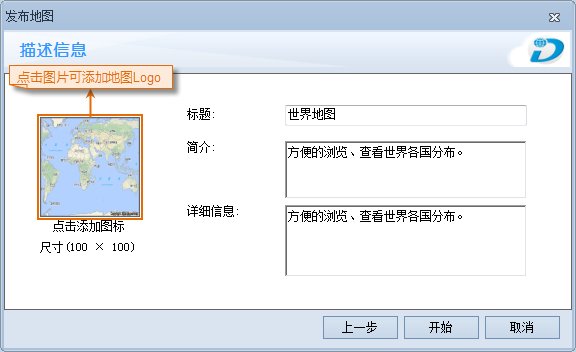 发布地图
描述信息
点击图片可添加地图Logo
标题:
世界地图
简介:
方便的浏览、查看世界各国分布。
详细信息:
方便的浏览、查看世界各国分布。
点击添加图标
尺寸(100 × 100)
上一步
开始
取消